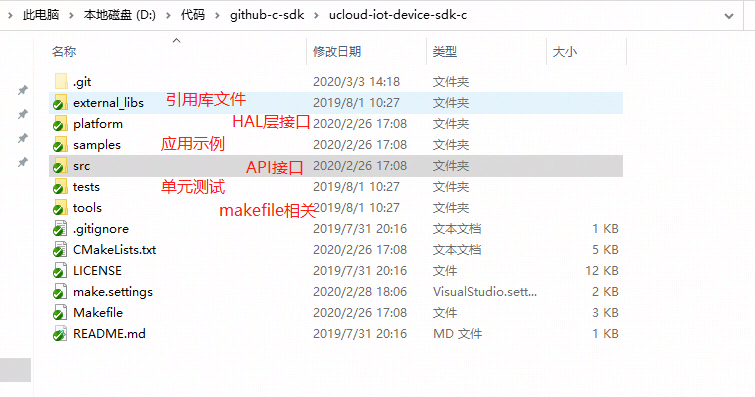 此电脑 > 本地磁盘 (D:) > 代码 > github-c-sdk > ucloud-iot-device-sdk-c
名称 修改日期 类型 大小
.git 2020/3/3 14:18 文件夹
external_libs 引用库文件 2019/8/1 10:27 文件夹
platform HAL层接口 2020/2/26 17:08 文件夹
samples 应用示例 2020/2/26 17:08 文件夹
src API接口 2020/2/26 17:08 文件夹
tests 单元测试 2019/8/1 10:27 文件夹
tools makefile相关 2019/8/1 10:27 文件夹
.gitignore 2019/7/31 20:16 文本文档 1 KB
CMakeLists.txt 2020/2/26 17:08 文本文档 5 KB
LICENSE 2019/7/31 20:16 文件 12 KB
make.settings 2020/2/28 18:06 VisualStudio.sett... 2 KB
Makefile 2020/2/26 17:08 文件 3 KB
README.md 2019/7/31 20:16 MD 文件 1 KB